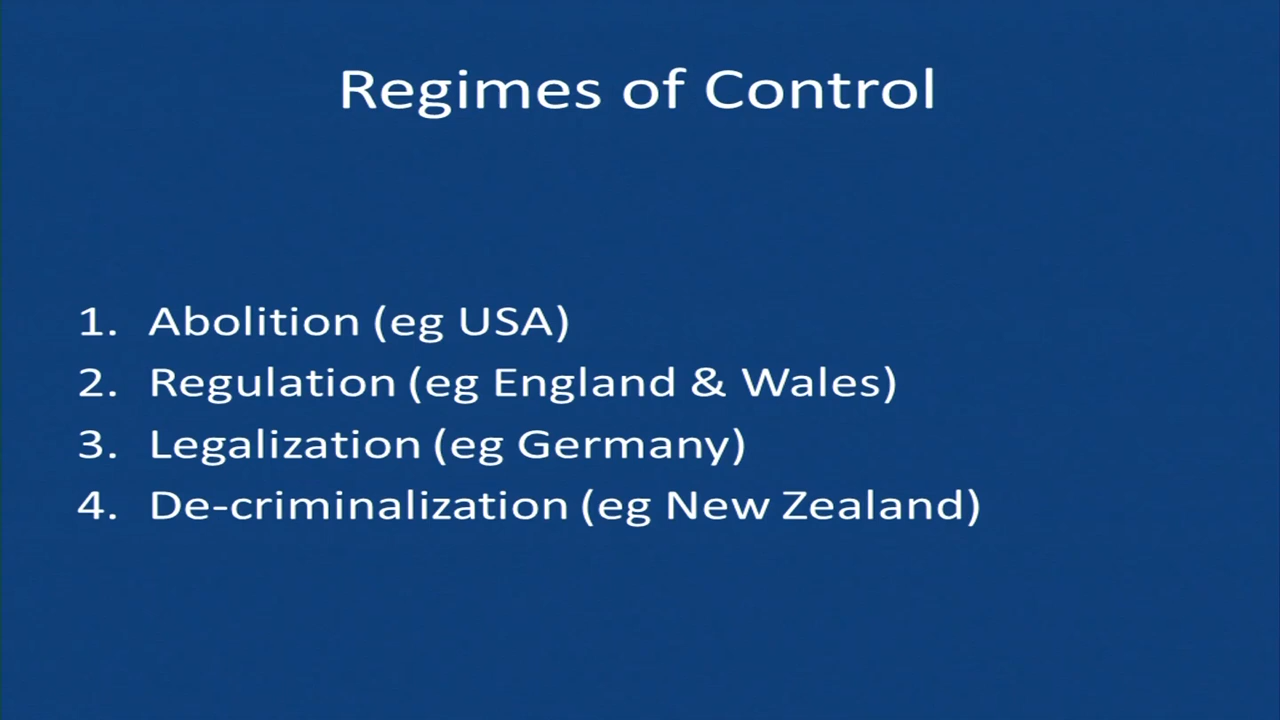 Regimes of Control
1. Abolition (eg USA)
2. Regulation (eg England & Wales)
3. Legalization (eg Germany)
4. De-criminalization (eg New Zealand)